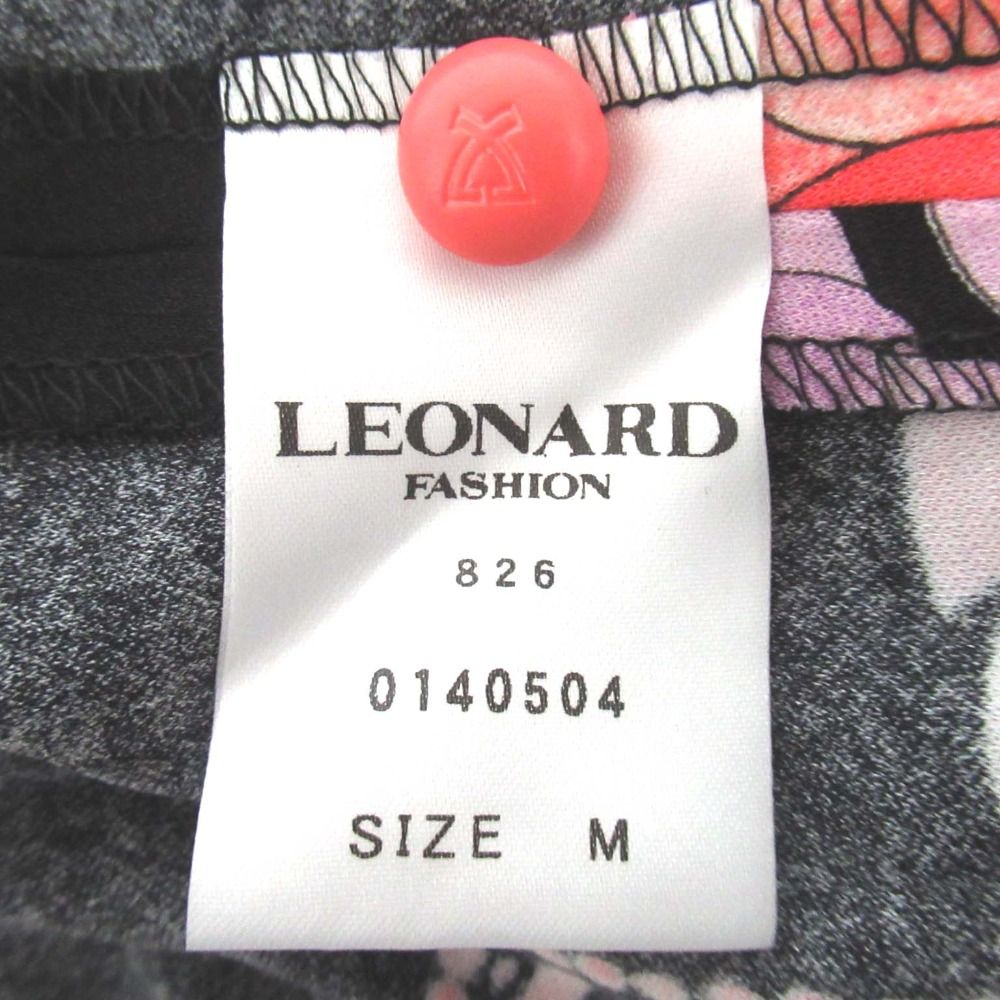 LEONARD
FASHION
826
0140504
SIZE M